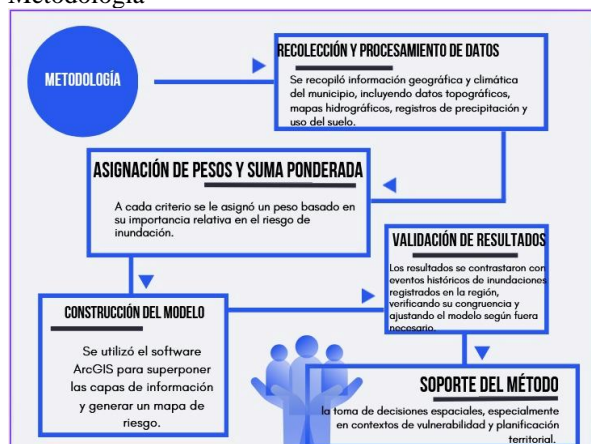 Metodología
METODOLOGÍA
RECOLECCIÓN Y PROCESAMIENTO DE DATOS
Se recopiló información geográfica y climática
del municipio, incluyendo datos topográficos,
mapas hidrográficos, registros de precipitación y
uso del suelo.
ASIGNACIÓN DE PESOS Y SUMA PONDERADA
A cada criterio se le asignó un peso basado en
su importancia relativa en el riesgo de
inundación.
CONSTRUCCIÓN DEL MODELO
Se utilizó el software
ArcGIS para superponer
las capas de información
y generar un mapa de
riesgo.
VALIDACIÓN DE RESULTADOS
Los resultados se contrastaron con
eventos históricos de inundaciones
registrados en la región,
verificando su congruencia y
ajustando el modelo según fuera
necesario.
SOPORTE DEL MÉTODO
la toma de decisiones espaciales, especialmente
en contextos de vulnerabilidad y planificación
territorial.